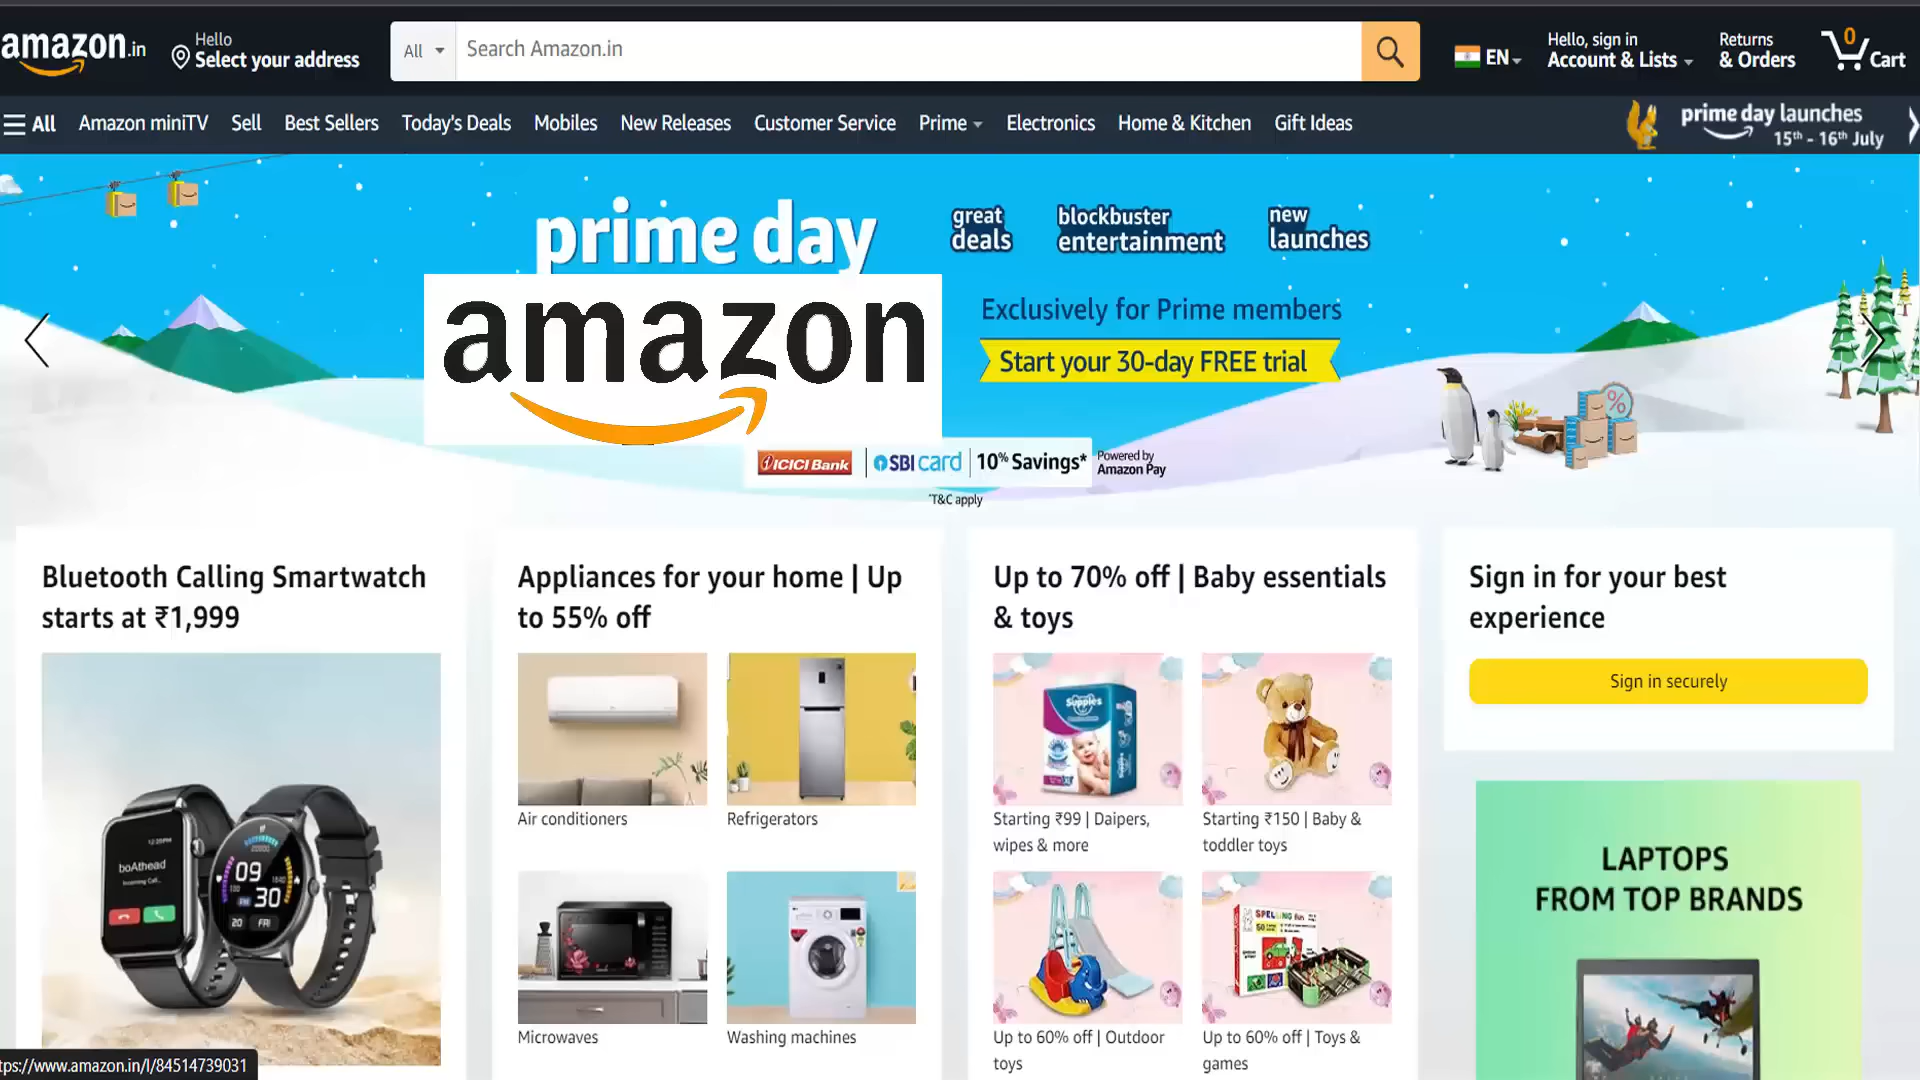 amazon.in
Hello
Select your address
All
Search Amazon.in
EN
Hello, sign in
Account & Lists
Returns
& Orders
0
Cart
All
Amazon miniTV
Sell
Best Sellers
Today's Deals
Mobiles
New Releases
Customer Service
Prime
Electronics
Home & Kitchen
Gift Ideas
prime day launches
15th - 16th July
prime day
great
deals
blockbuster
entertainment
new
launches
amazon
Exclusively for Prime members
Start your 30-day FREE trial
ICICI Bank
SBI card
10% Savings*
Powered by
Amazon Pay
*T&C apply
Bluetooth Calling Smartwatch
starts at ₹1,999
boAthead
Incoming Call...
09
30
20
FRI
Appliances for your home | Up
to 55% off
Air conditioners
Refrigerators
Microwaves
Washing machines
Up to 70% off | Baby essentials
& toys
Supples
Starting ₹99 | Daipers,
wipes & more
Starting ₹150 | Baby &
toddler toys
SPELLING fun
Up to 60% off | Outdoor
toys
Up to 60% off | Toys &
games
Sign in for your best
experience
Sign in securely
LAPTOPS
FROM TOP BRANDS
tps://www.amazon.in/l/84514739031